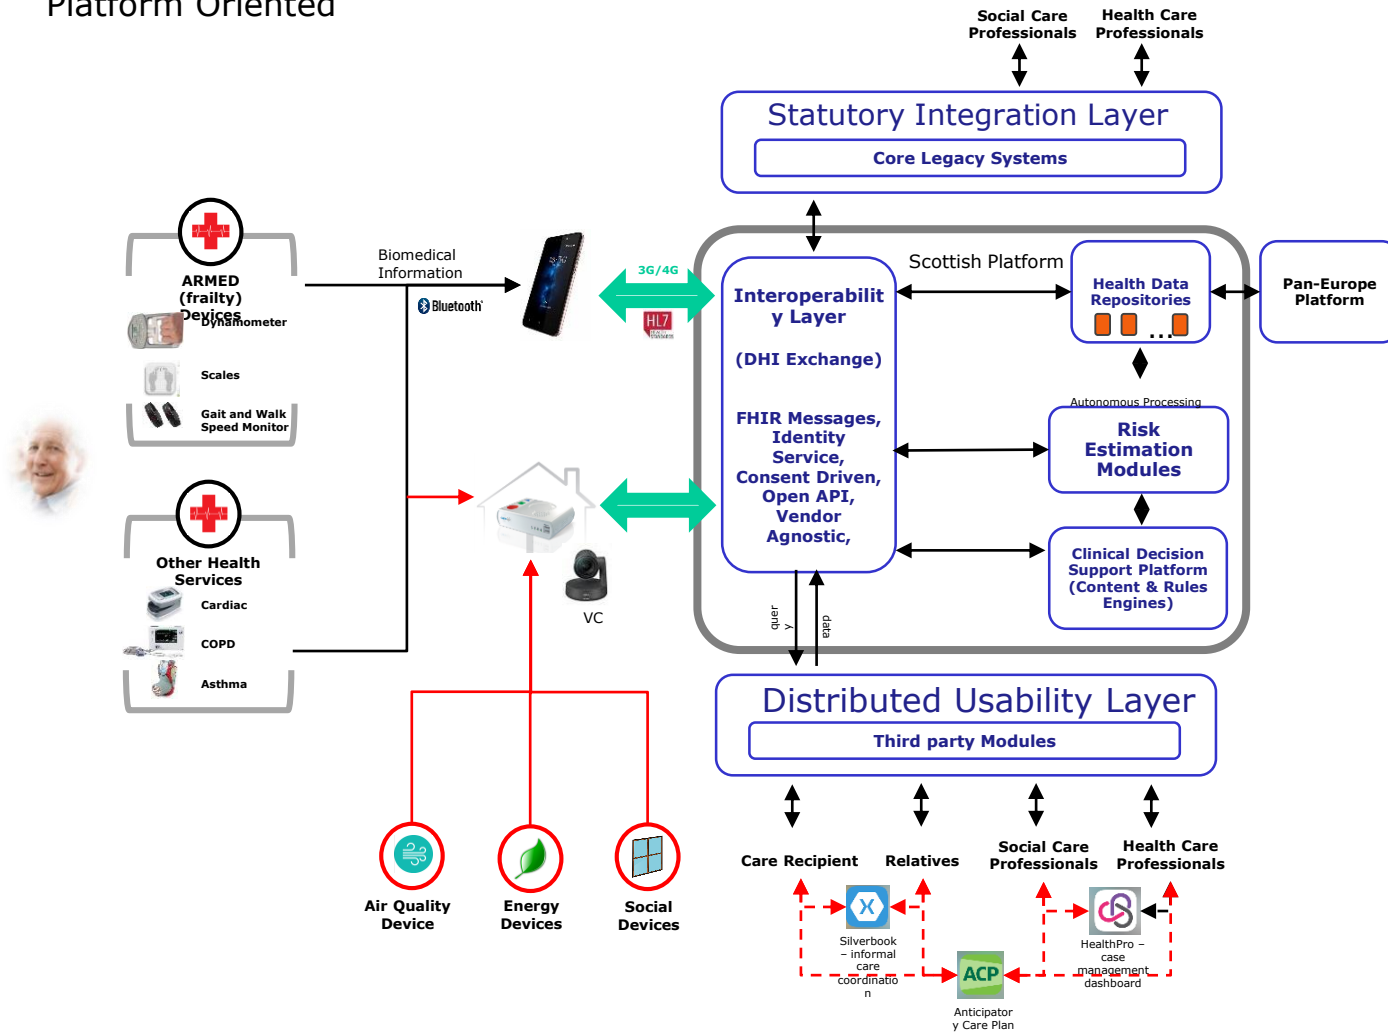 Platform Oriented
Social Care
Professionals
Health Care
Professionals
Statutory Integration Layer
Core Legacy Systems
ARMED
(frailty)
Devices
Dynamometer
Scales
Gait and Walk
Speed Monitor
Biomedical
Information
Bluetooth
3G/4G
HL7
Interoperabilit
y Layer
(DHI Exchange)
FHIR Messages,
Identity
Service,
Consent Driven,
Open API,
Vendor
Agnostic,
Scottish Platform
Health Data
Repositories
...
Pan-Europe
Platform
Autonomous Processing
Risk
Estimation
Modules
Clinical Decision
Support Platform
(Content & Rules
Engines)
Other Health
Services
Cardiac
COPD
Asthma
VC
quer
y
data
Distributed Usability Layer
Third party Modules
Air Quality
Device
Energy
Devices
Social
Devices
Care Recipient
Relatives
Social Care
Professionals
Health Care
Professionals
Silverbook
– informal
care
coordinatio
n
ACP
Anticipator
y Care Plan
HealthPro –
case
management
dashboard